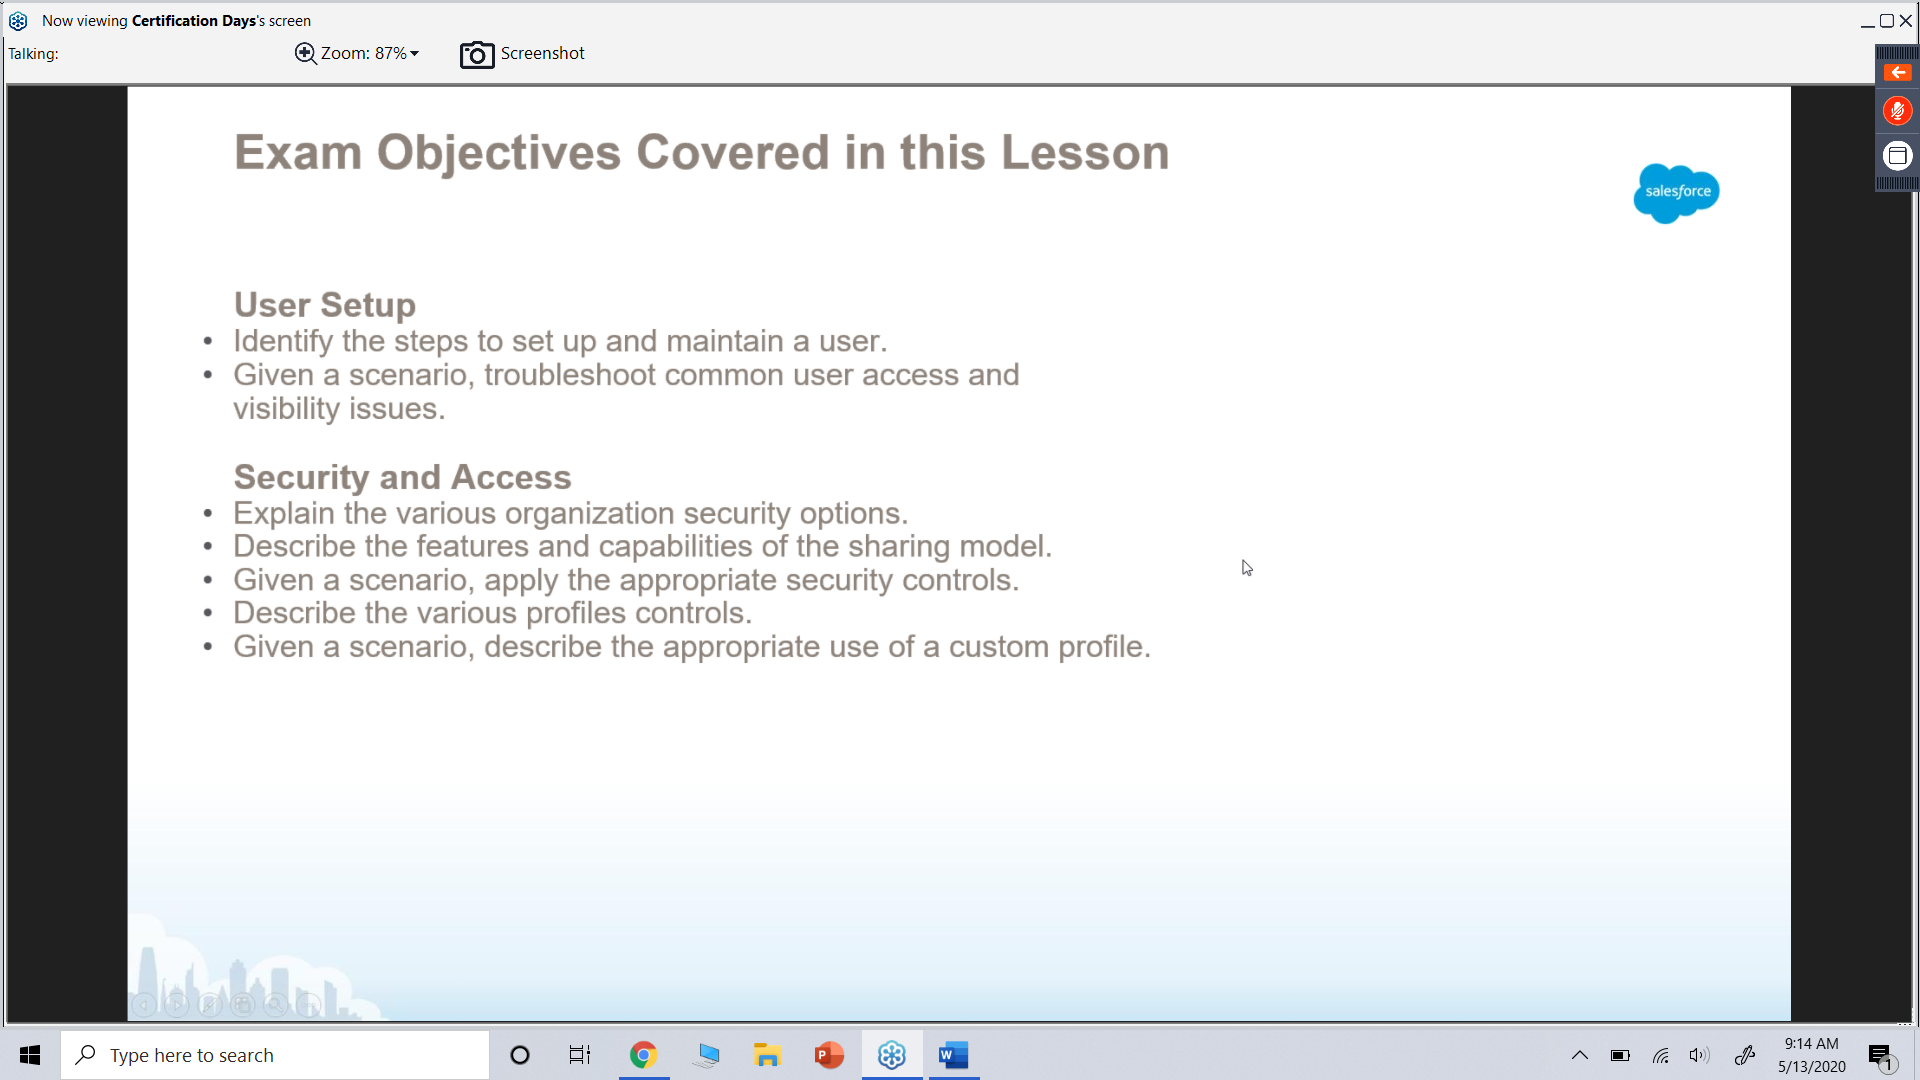 Now viewing Certification Days's screen
Talking:
Zoom: 87%
Screenshot
Exam Objectives Covered in this Lesson
salesforce
User Setup
• Identify the steps to set up and maintain a user.
• Given a scenario, troubleshoot common user access and
visibility issues.
Security and Access
• Explain the various organization security options.
• Describe the features and capabilities of the sharing model.
• Given a scenario, apply the appropriate security controls.
• Describe the various profiles controls.
• Given a scenario, describe the appropriate use of a custom profile.
Type here to search
P
W
9:14 AM
5/13/2020
1